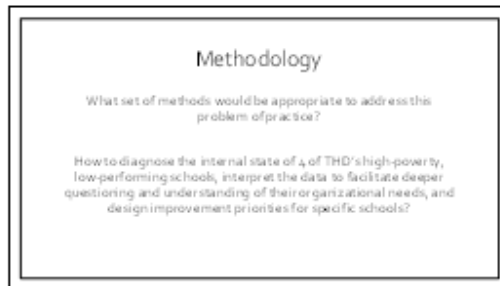 Methodology
What set of methods would be appropriate to address this
problem of practice?
How to diagnose the internal state of 4 of THD's high-poverty,
low-performing schools, interpret the data to facilitate deeper
questioning and understanding of their organizational needs, and
design improvement priorities for specific schools?